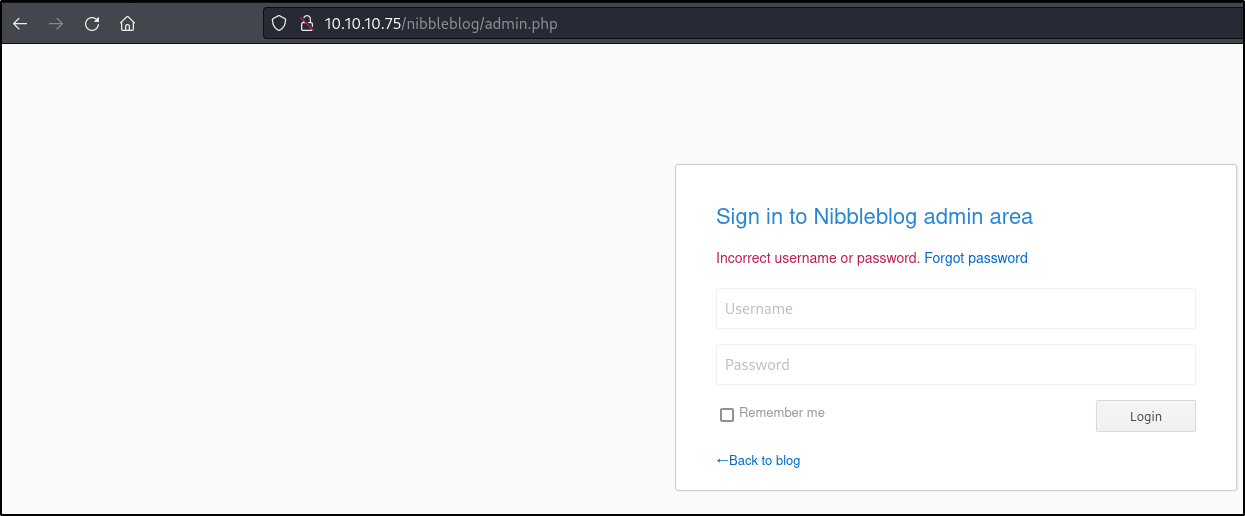 10.10.10.75/nibbleblog/admin.php
Sign in to Nibbleblog admin area
Incorrect username or password. Forgot password
Username
Password
Remember me
Login
←Back to blog